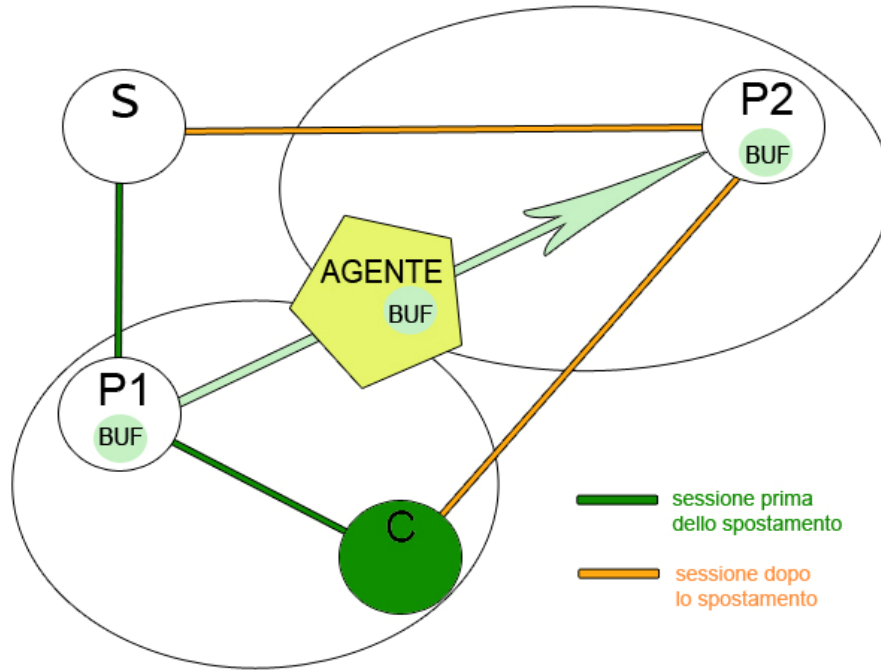 S
P2
BUF
AGENTE
BUF
P1
BUF
C
sessione prima
dello spostamento
sessione dopo
lo spostamento